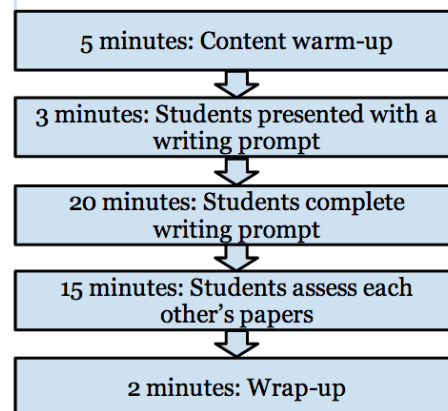 5 minutes: Content warm-up
3 minutes: Students presented with a
writing prompt
20 minutes: Students complete
writing prompt
15 minutes: Students assess each
other's papers
2 minutes: Wrap-up